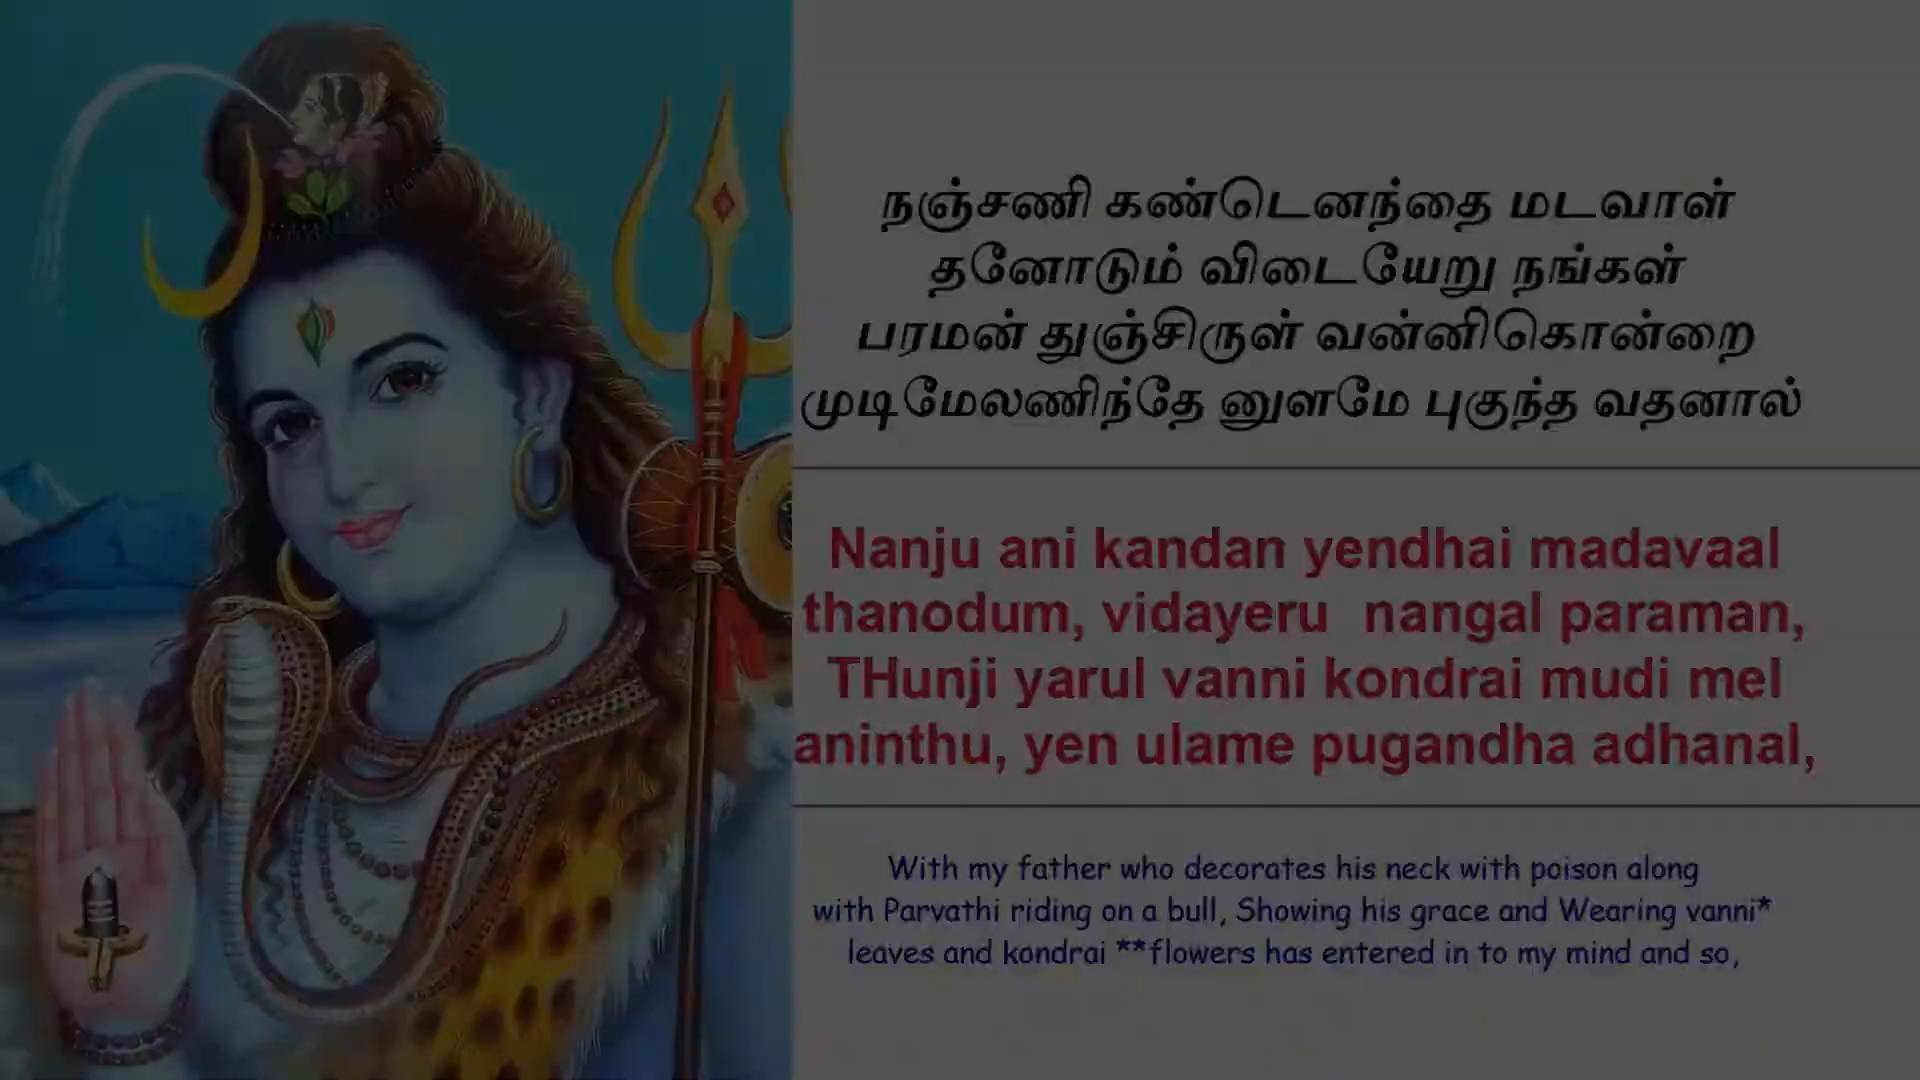 நஞ்சணி கண்டெனந்தை மடவாள்
தனோடும் விடையேறு நங்கள்
பரமன் துஞ்சிருள் வன்னிகொன்றை
முடிமேலணிந்தே னுளமே புகுந்த வதனால்
Nanju ani kandan yendhai madavaal
thanodum, vidayeru nangal paraman,
THunji yarul vanni kondrai mudi mel
aninthu, yen ulame pugandha adhanal,
With my father who decorates his neck with poison along
with Parvathi riding on a bull, Showing his grace and Wearing vanni*
leaves and kondrai **flowers has entered in to my mind and so,